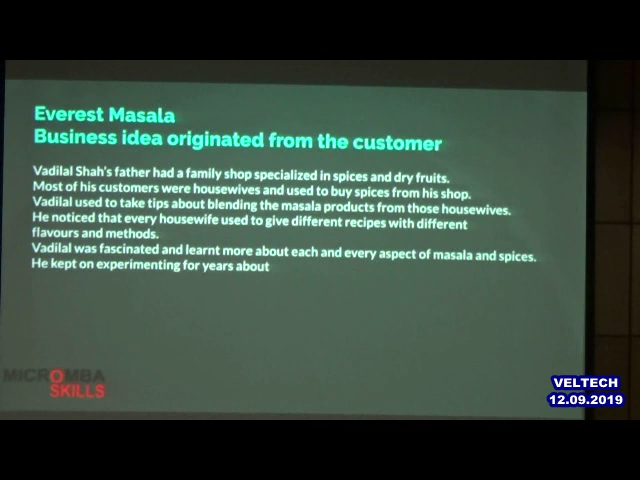 Everest Masala
Business idea originated from the customer
Vadilal Shah's father had a family shop specialized in spices and dry fruits.
Most of his customers were housewives and used to buy spices from his shop.
Vadilal used to take tips about blending the masala products from those housewives.
He noticed that every housewife used to give different recipes with different
flavours and methods.
Vadilal was fascinated and learnt more about each and every aspect of masala and spices.
He kept on experimenting for years about
MICROMBA
SKILLS
VELTECH
12.09.2019